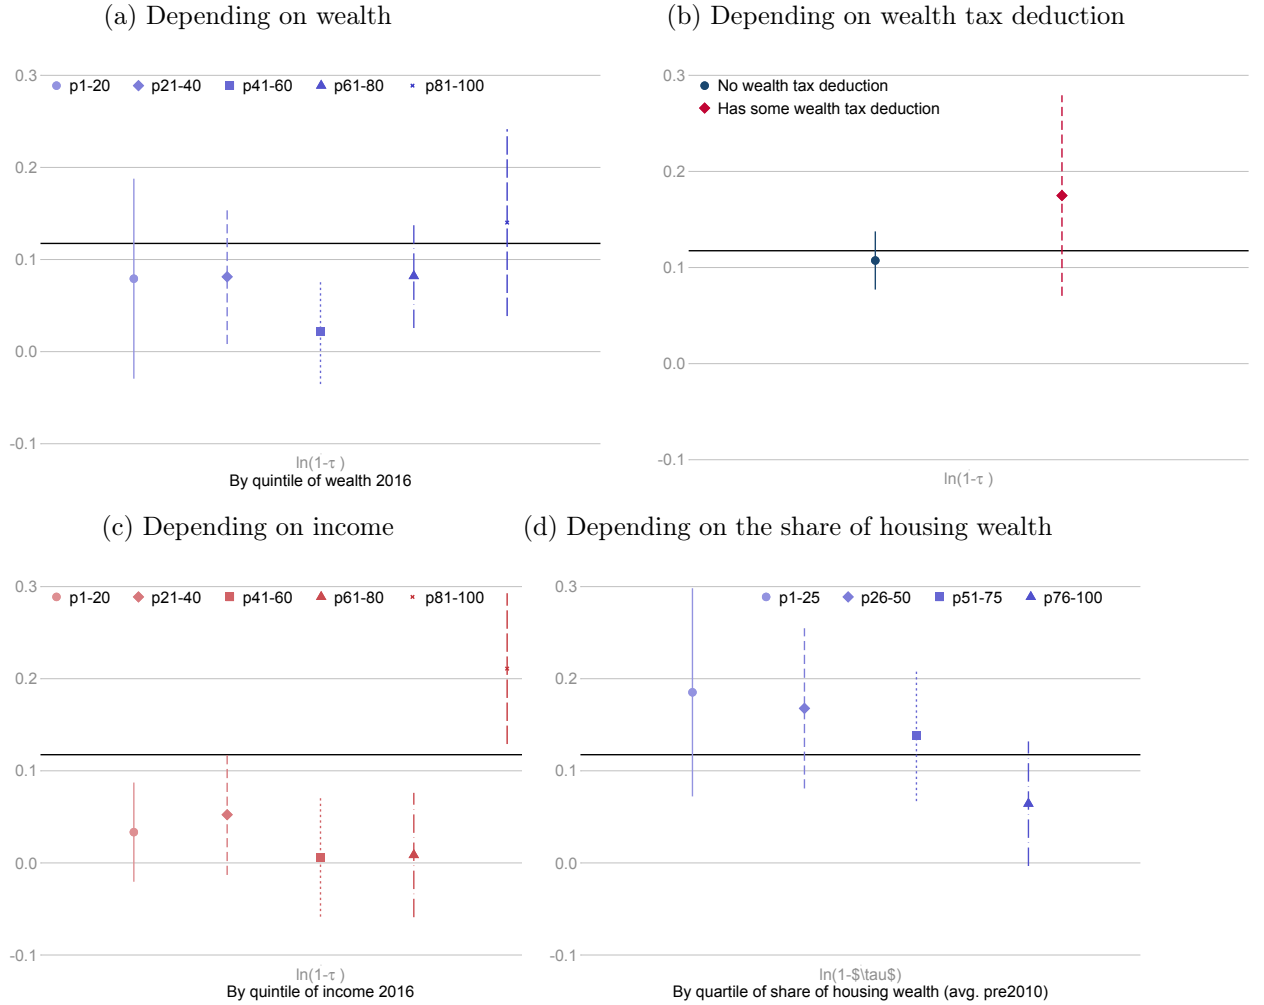 (a) Depending on wealth
(b) Depending on wealth tax deduction
0.3
p1-20 p21-40 p41-60 p61-80 p81-100
0.2
0.1
0.0
-0.1
ln(1-τ )
By quintile of wealth 2016
0.3
No wealth tax deduction
Has some wealth tax deduction
0.2
0.1
0.0
-0.1
ln(1-τ )
(c) Depending on income
(d) Depending on the share of housing wealth
0.3
p1-20 p21-40 p41-60 p61-80 p81-100
0.2
0.1
0.0
-0.1
ln(1-τ )
By quintile of income 2016
0.3
p1-25 p26-50 p51-75 p76-100
0.2
0.1
0.0
-0.1
ln(1-$\tau$)
By quartile of share of housing wealth (avg. pre2010)